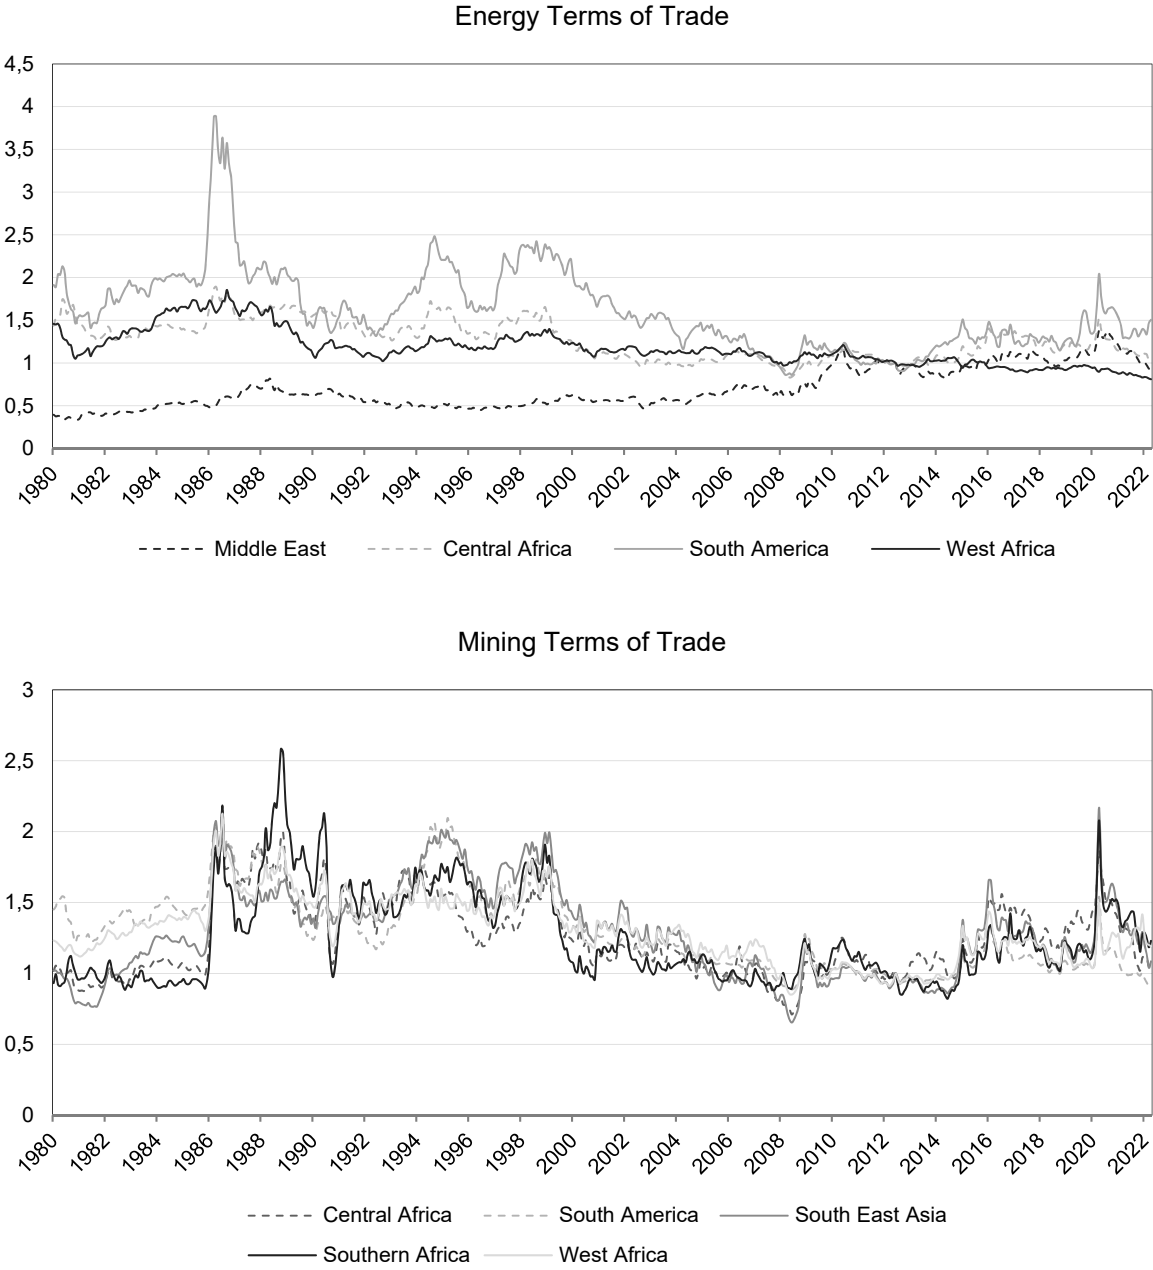 Energy Terms of Trade
4,5
4
3,5
3
2,5
2
1,5
1
0,5
0
1980 1982 1984 1986 1988 1990 1992 1994 1996 1998 2000 2002 2004 2006 2008 2010 2012 2014 2016 2018 2020 2022
Middle East Central Africa South America West Africa
Mining Terms of Trade
3
2,5
2
1,5
1
0,5
0
1980 1982 1984 1986 1988 1990 1992 1994 1996 1998 2000 2002 2004 2006 2008 2010 2012 2014 2016 2018 2020 2022
Central Africa South America South East Asia
Southern Africa West Africa